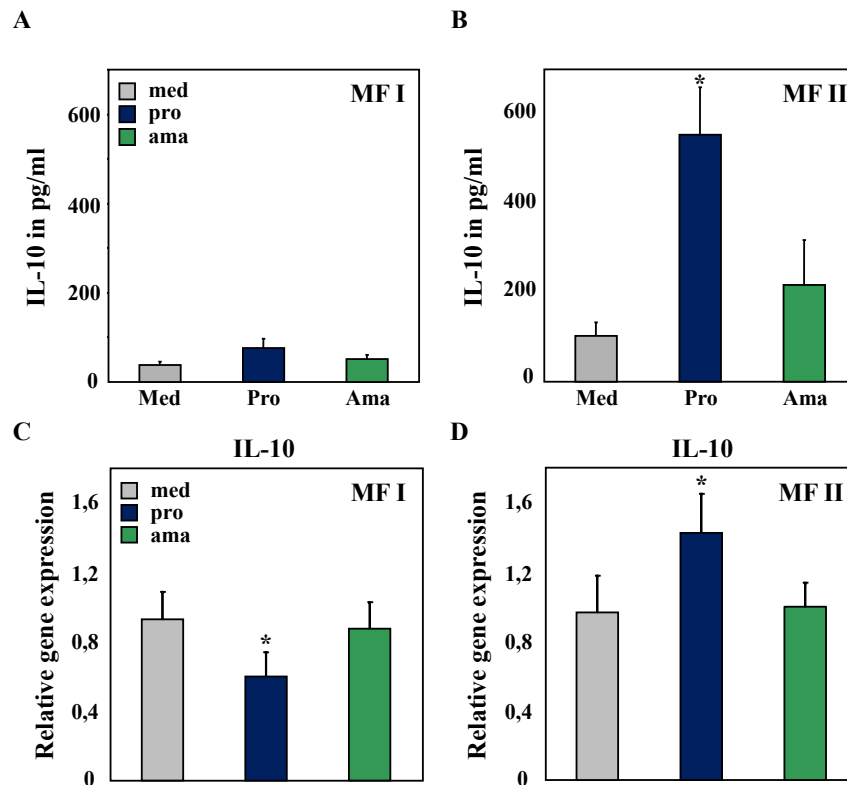 A
IL-10 in pg/ml
600
400
200
0
med
pro
ama
MF I
Med Pro Ama
B
IL-10 in pg/ml
600
400
200
0
*
MF II
Med Pro Ama
C
IL-10
Relative gene expression
1,6
1,2
0,8
0,4
0
med
pro
ama
MF I
*
D
IL-10
Relative gene expression
1,6
1,2
0,8
0,4
0
*
MF II